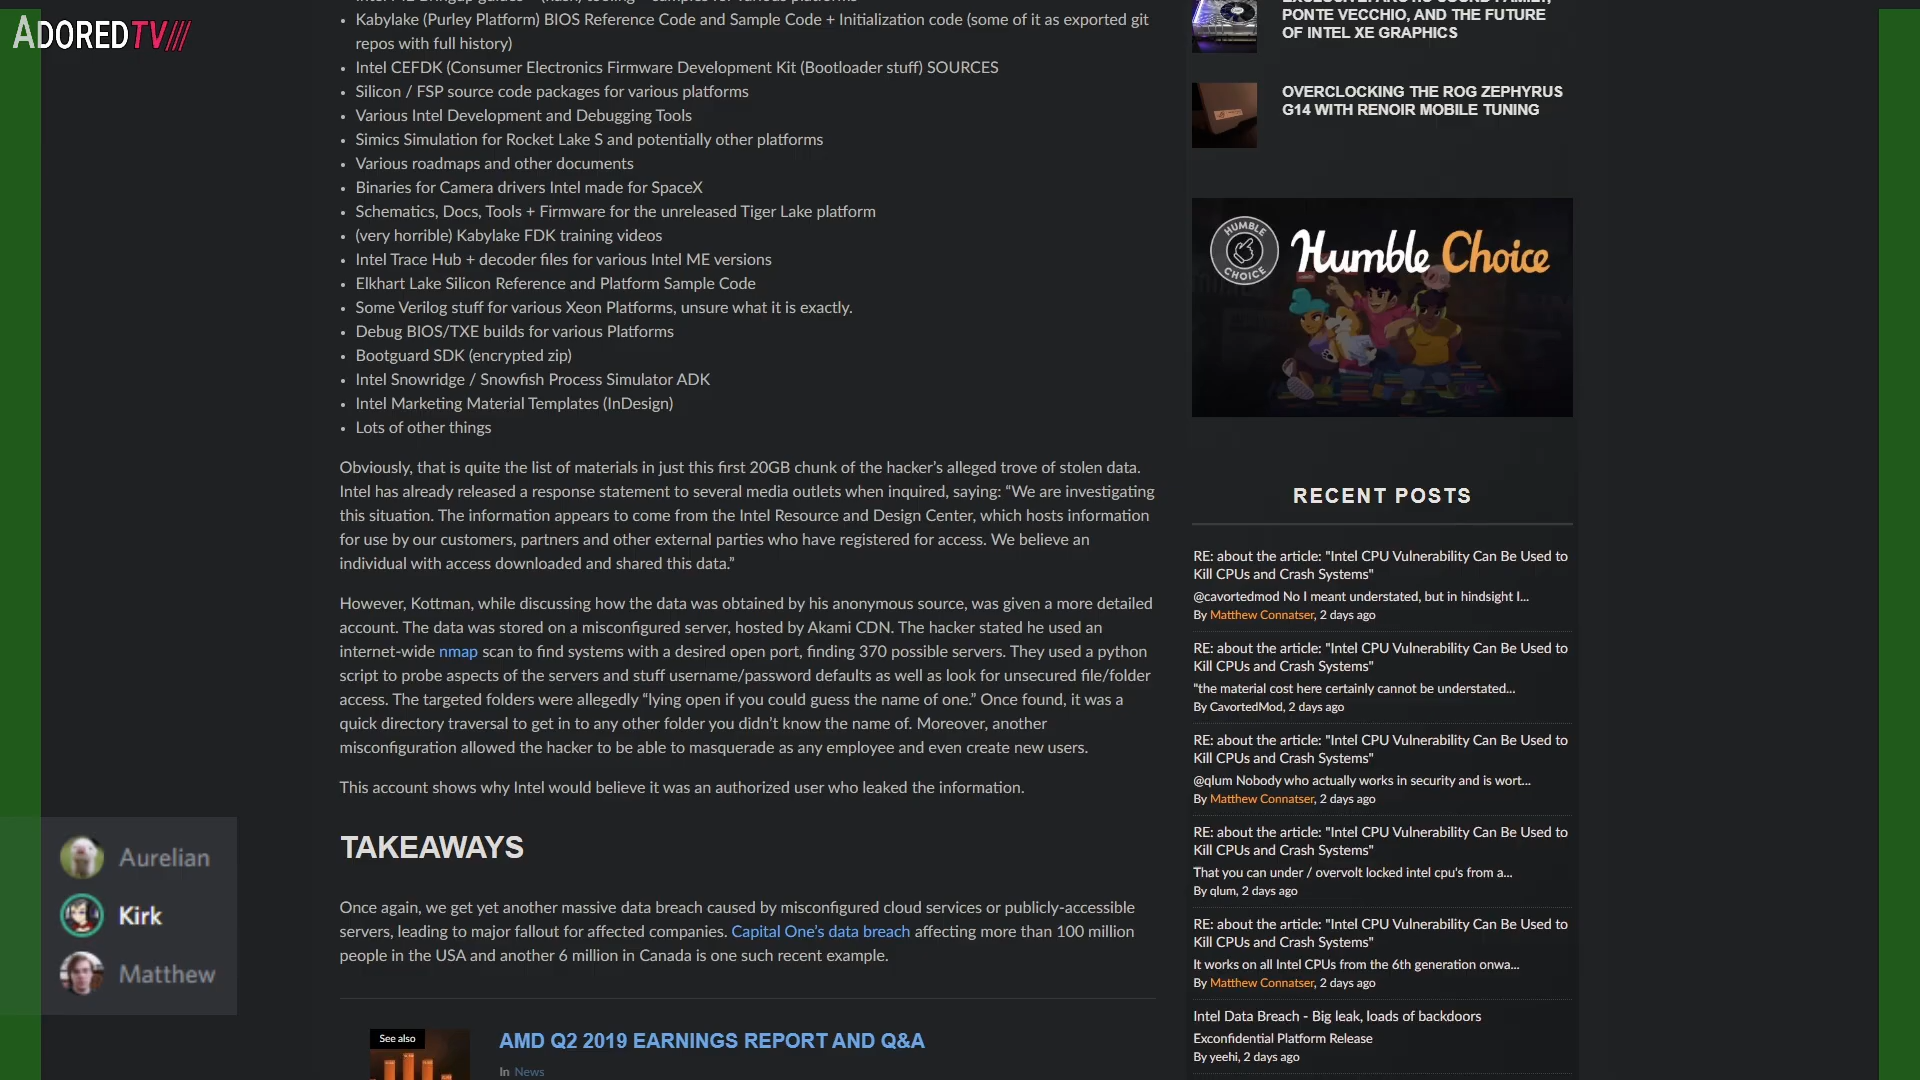 ADOREDTV///
Kabylake (Purley Platform) BIOS Reference Code and Sample Code + Initialization code (some of it as exported git
repos with full history)
Intel CEFDK (Consumer Electronics Firmware Development Kit (Bootloader stuff) SOURCES
Silicon / FSP source code packages for various platforms
Various Intel Development and Debugging Tools
Simics Simulation for Rocket Lake S and potentially other platforms
Various roadmaps and other documents
Binaries for Camera drivers Intel made for SpaceX
Schematics, Docs, Tools + Firmware for the unreleased Tiger Lake platform
(very horrible) Kabylake FDK training videos
Intel Trace Hub + decoder files for various Intel ME versions
Elkhart Lake Silicon Reference and Platform Sample Code
Some Verilog stuff for various Xeon Platforms, unsure what it is exactly.
Debug BIOS/TXE builds for various Platforms
Bootguard SDK (encrypted zip)
Intel Snowridge / Snowfish Process Simulator ADK
Intel Marketing Material Templates (InDesign)
Lots of other things
Obviously, that is quite the list of materials in just this first 20GB chunk of the hacker's alleged trove of stolen data.
Intel has already released a response statement to several media outlets when inquired, saying: “We are investigating
this situation. The information appears to come from the Intel Resource and Design Center, which hosts information
for use by our customers, partners and other external parties who have registered for access. We believe an
individual with access downloaded and shared this data.”
However, Kottman, while discussing how the data was obtained by his anonymous source, was given a more detailed
account. The data was stored on a misconfigured server, hosted by Akami CDN. The hacker stated he used an
internet-wide nmap scan to find systems with a desired open port, finding 370 possible servers. They used a python
script to probe aspects of the servers and stuff username/password defaults as well as look for unsecured file/folder
access. The targeted folders were allegedly “lying open if you could guess the name of one.” Once found, it was a
quick directory traversal to get in to any other folder you didn't know the name of. Moreover, another
misconfiguration allowed the hacker to be able to masquerade as any employee and even create new users.
This account shows why Intel would believe it was an authorized user who leaked the information.
TAKEAWAYS
Once again, we get yet another massive data breach caused by misconfigured cloud services or publicly-accessible
servers, leading to major fallout for affected companies. Capital One's data breach affecting more than 100 million
people in the USA and another 6 million in Canada is one such recent example.
See also
AMD Q2 2019 EARNINGS REPORT AND Q&A
In News
Aurelian
Kirk
Matthew
PONTE VECCHIO, AND THE FUTURE
OF INTEL XE GRAPHICS
OVERCLOCKING THE ROG ZEPHYRUS
G14 WITH RENOIR MOBILE TUNING
HUMBLE
CHOICE
Humble Choice
RECENT POSTS
RE: about the article: "Intel CPU Vulnerability Can Be Used to
Kill CPUs and Crash Systems"
@cavortedmod No I meant understated, but in hindsight I...
By Matthew Connatser, 2 days ago
RE: about the article: "Intel CPU Vulnerability Can Be Used to
Kill CPUs and Crash Systems"
"the material cost here certainly cannot be understated...
By CavortedMod, 2 days ago
RE: about the article: "Intel CPU Vulnerability Can Be Used to
Kill CPUs and Crash Systems"
@qlum Nobody who actually works in security and is wort...
By Matthew Connatser, 2 days ago
RE: about the article: "Intel CPU Vulnerability Can Be Used to
Kill CPUs and Crash Systems"
That you can under / overvolt locked intel cpu's from a...
By qlum, 2 days ago
RE: about the article: "Intel CPU Vulnerability Can Be Used to
Kill CPUs and Crash Systems"
It works on all Intel CPUs from the 6th generation onwa...
By Matthew Connatser, 2 days ago
Intel Data Breach - Big leak, loads of backdoors
Exconfidential Platform Release
By yeehi, 2 days ago